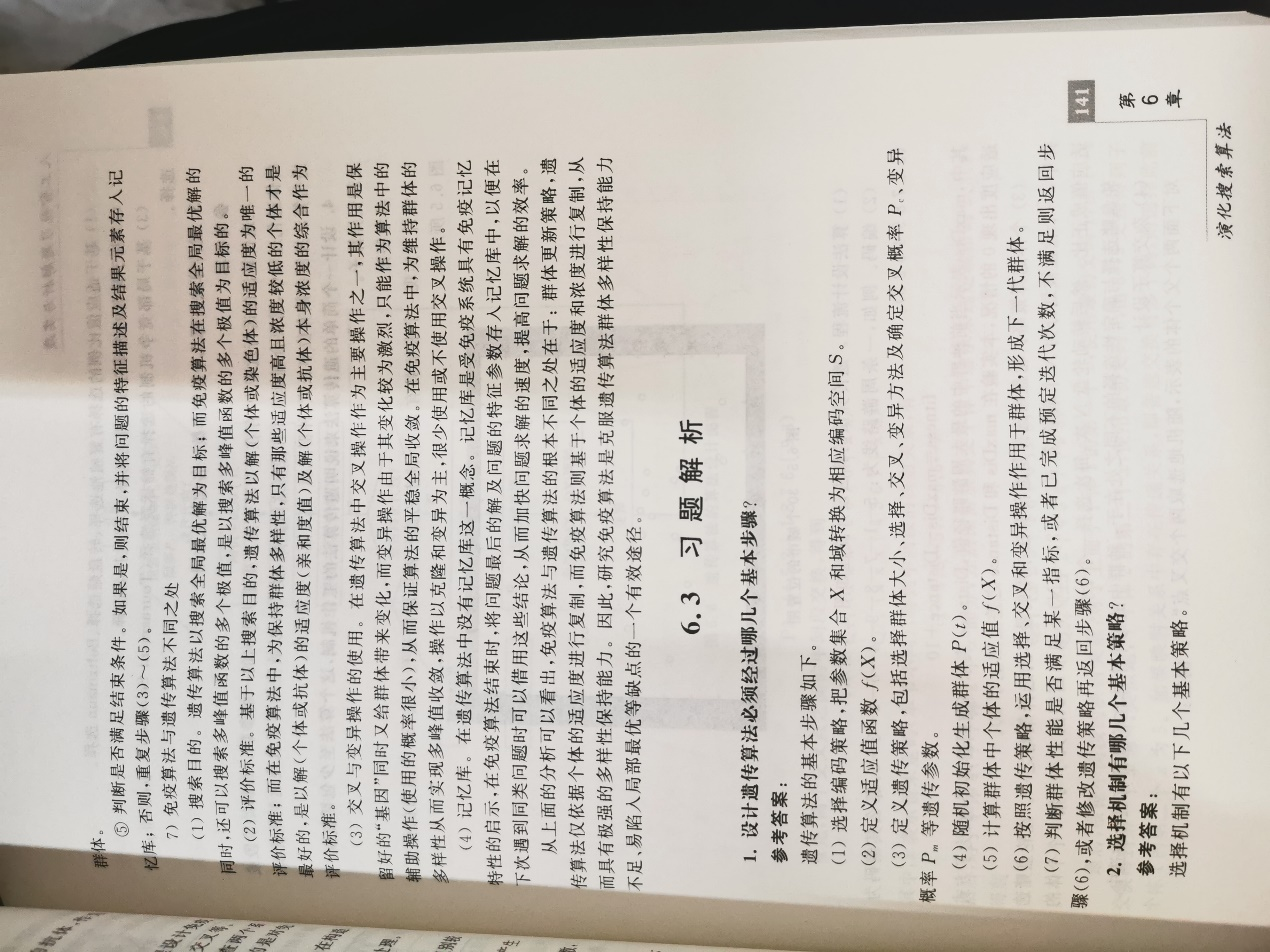 群体。
⑤ 判断是否满足结束条件。如果是,则结束,并将问题的特征描述及结果元素存入记
忆库；否则,重复步骤(3)～(5)。
7) 免疫算法与遗传算法不同之处
(1) 搜索目的。遗传算法以搜索全局最优解为目标；而免疫算法在搜索全局最优解的
同时,还可以搜索多峰值函数的多个极值,是以搜索多峰值函数的多个极值为目标的。
(2) 评价标准。基于以上搜索目的,遗传算法以解(个体或染色体)的适应度为唯一的
评价标准；而在免疫算法中,为保持群体多样性,只有那些适应度高且浓度较低的个体才是
最好的,是以解(个体或抗体)的适应度(亲和度值)及解(个体或抗体)本身浓度的综合作为
评价标准。
(3) 交叉与变异操作的使用。在遗传算法中交叉操作作为主要操作之一,其作用是保
留好的“基因”同时又给群体带来变化,而变异操作由于其变化较为激烈,只能作为算法中的
辅助操作(使用的概率很小),从而保证算法的平稳全局收敛。在免疫算法中,为维持群体的
多样性从而实现多峰值收敛,操作以克隆和变异为主,很少使用或不使用交叉操作。
(4) 记忆库。在遗传算法中没有记忆库这一概念。记忆库是受免疫系统具有免疫记忆
特性的启示,在免疫算法结束时,将问题最后的解及问题的特征参数存入记忆库中,以便在
下次遇到同类问题时可以借用这些结论,从而加快问题求解的速度,提高问题求解的效率。
从上面的分析可以看出,免疫算法与遗传算法的根本不同之处在于：群体更新策略,遗
传算法仅依据个体的适应度进行复制,而免疫算法则基于个体的适应度和浓度进行复制,从
而具有极强的多样性保持能力。因此,研究免疫算法是克服遗传算法群体多样性保持能力
不足、易陷入局部最优等缺点的一个有效途径。
6.3 习题解析
1. 设计遗传算法必须经过哪几个基本步骤?
参考答案：
遗传算法的基本步骤如下。
(1) 选择编码策略,把参数集合 X 和域转换为相应编码空间 S。
(2) 定义适应值函数 f(X)。
(3) 定义遗传策略,包括选择群体大小、选择、交叉、变异方法及确定交叉概率 Pc、变异
概率 Pm 等遗传参数。
(4) 随机初始化生成群体 P(t)。
(5) 计算群体中个体的适应值 f(X)。
(6) 按照遗传策略,运用选择、交叉和变异操作作用于群体,形成下一代群体。
(7) 判断群体性能是否满足某一指标,或者已完成预定迭代次数,不满足则返回步
骤(6),或者修改遗传策略再返回步骤(6)。
2. 选择机制有哪几个基本策略?
参考答案：
选择机制有以下几个基本策略。
141
第
6
章
演化搜索算法